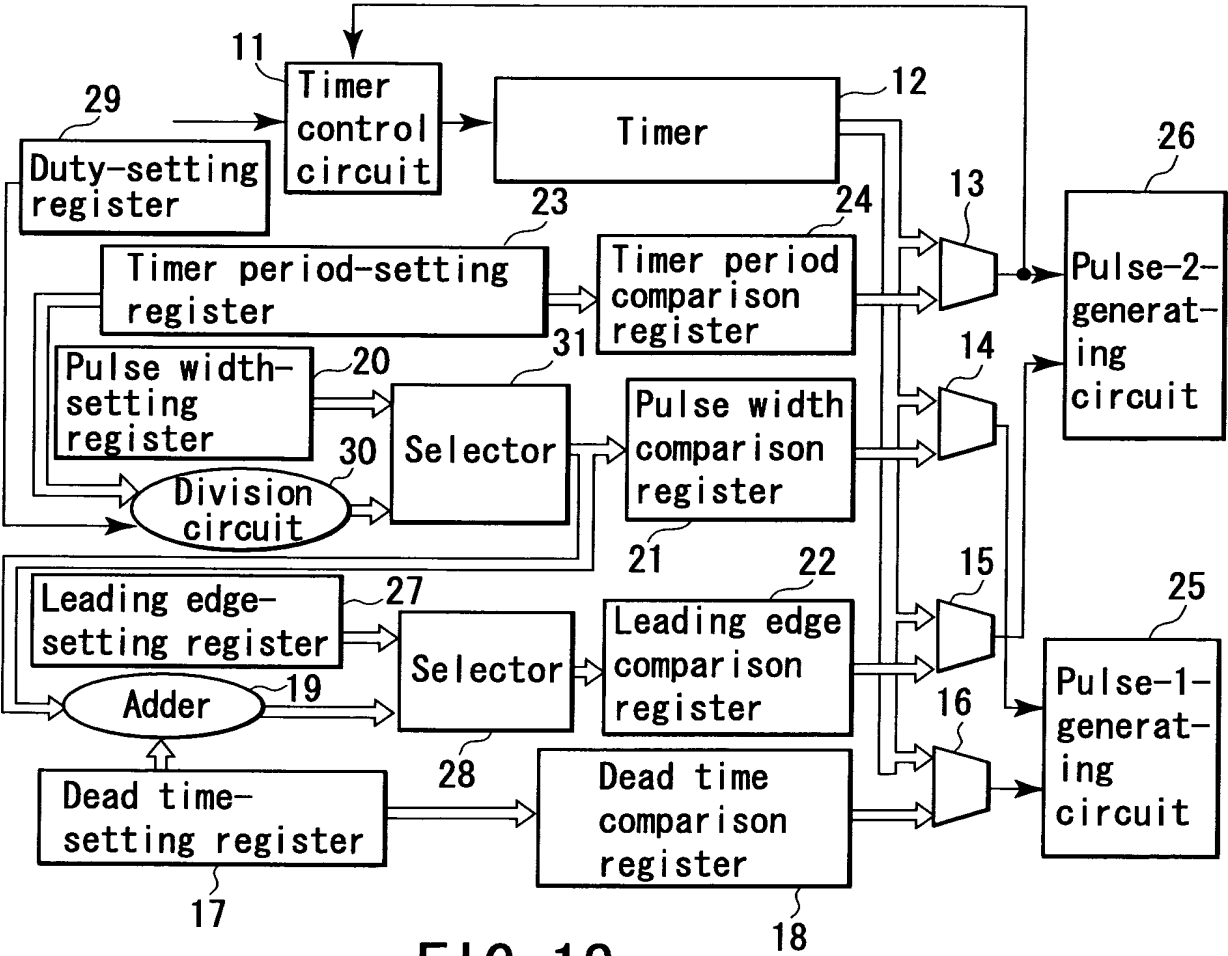 11
Timer
control
circuit
12
Timer
29
Duty-setting
register
26
Pulse-2-
generat-
ing
circuit
13
23
Timer period-setting
register
24
Timer period
comparison
register
20
Pulse width-
setting
register
31
Selector
14
Pulse width
comparison
register
21
30
Division
circuit
27
Leading edge-
setting register
22
Leading edge
comparison
register
15
25
Pulse-1-
generat-
ing
circuit
Selector
28
19
Adder
16
Dead time-
setting register
17
Dead time
comparison
register
18